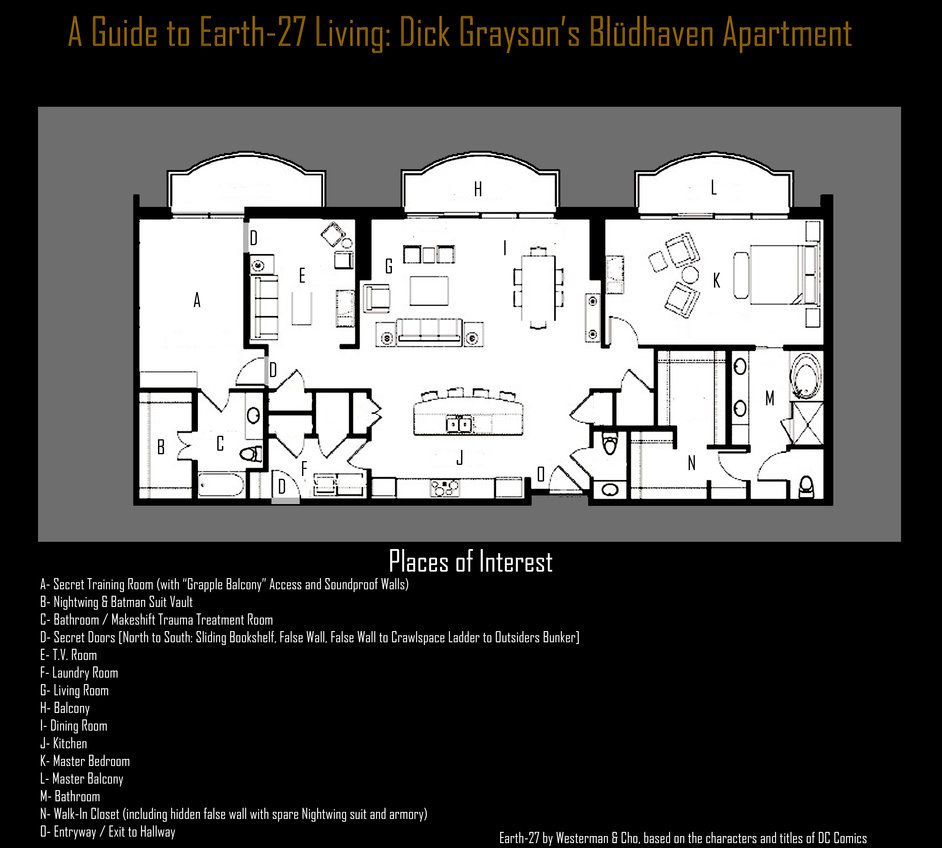 A Guide to Earth-27 Living: Dick Grayson's Blüdhaven Apartment
H
L
D
I
E
G
K
A
D
M
C
B
J
N
F
O
D
Places of Interest
A- Secret Training Room (with “Grapple Balcony” Access and Soundproof Walls)
B- Nightwing & Batman Suit Vault
C- Bathroom / Makeshift Trauma Treatment Room
D- Secret Doors [North to South: Sliding Bookshelf, False Wall, False Wall to Crawlspace Ladder to Outsiders Bunker]
E- T.V. Room
F- Laundry Room
G- Living Room
H- Balcony
I- Dining Room
J- Kitchen
K- Master Bedroom
L- Master Balcony
M- Bathroom
N- Walk-In Closet (including hidden false wall with spare Nightwing suit and armory)
O- Entryway / Exit to Hallway
Earth-27 by Westerman & Cho, based on the characters and titles of DC Comics